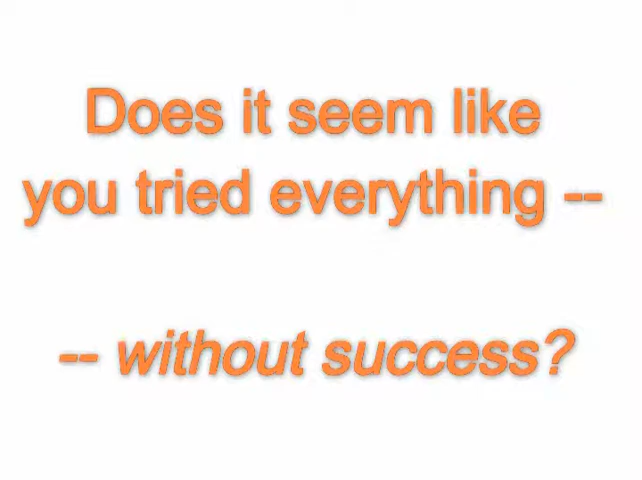 Does it seem like
you tried everything --
-- without success?